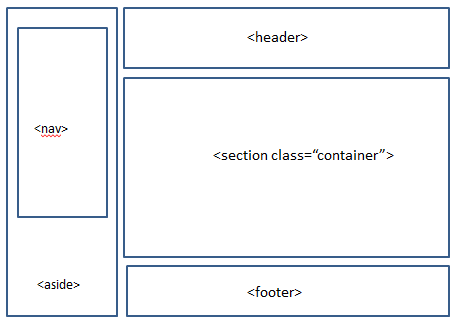 <header>
<nav>
<section class=“container”>
<aside>
<footer>